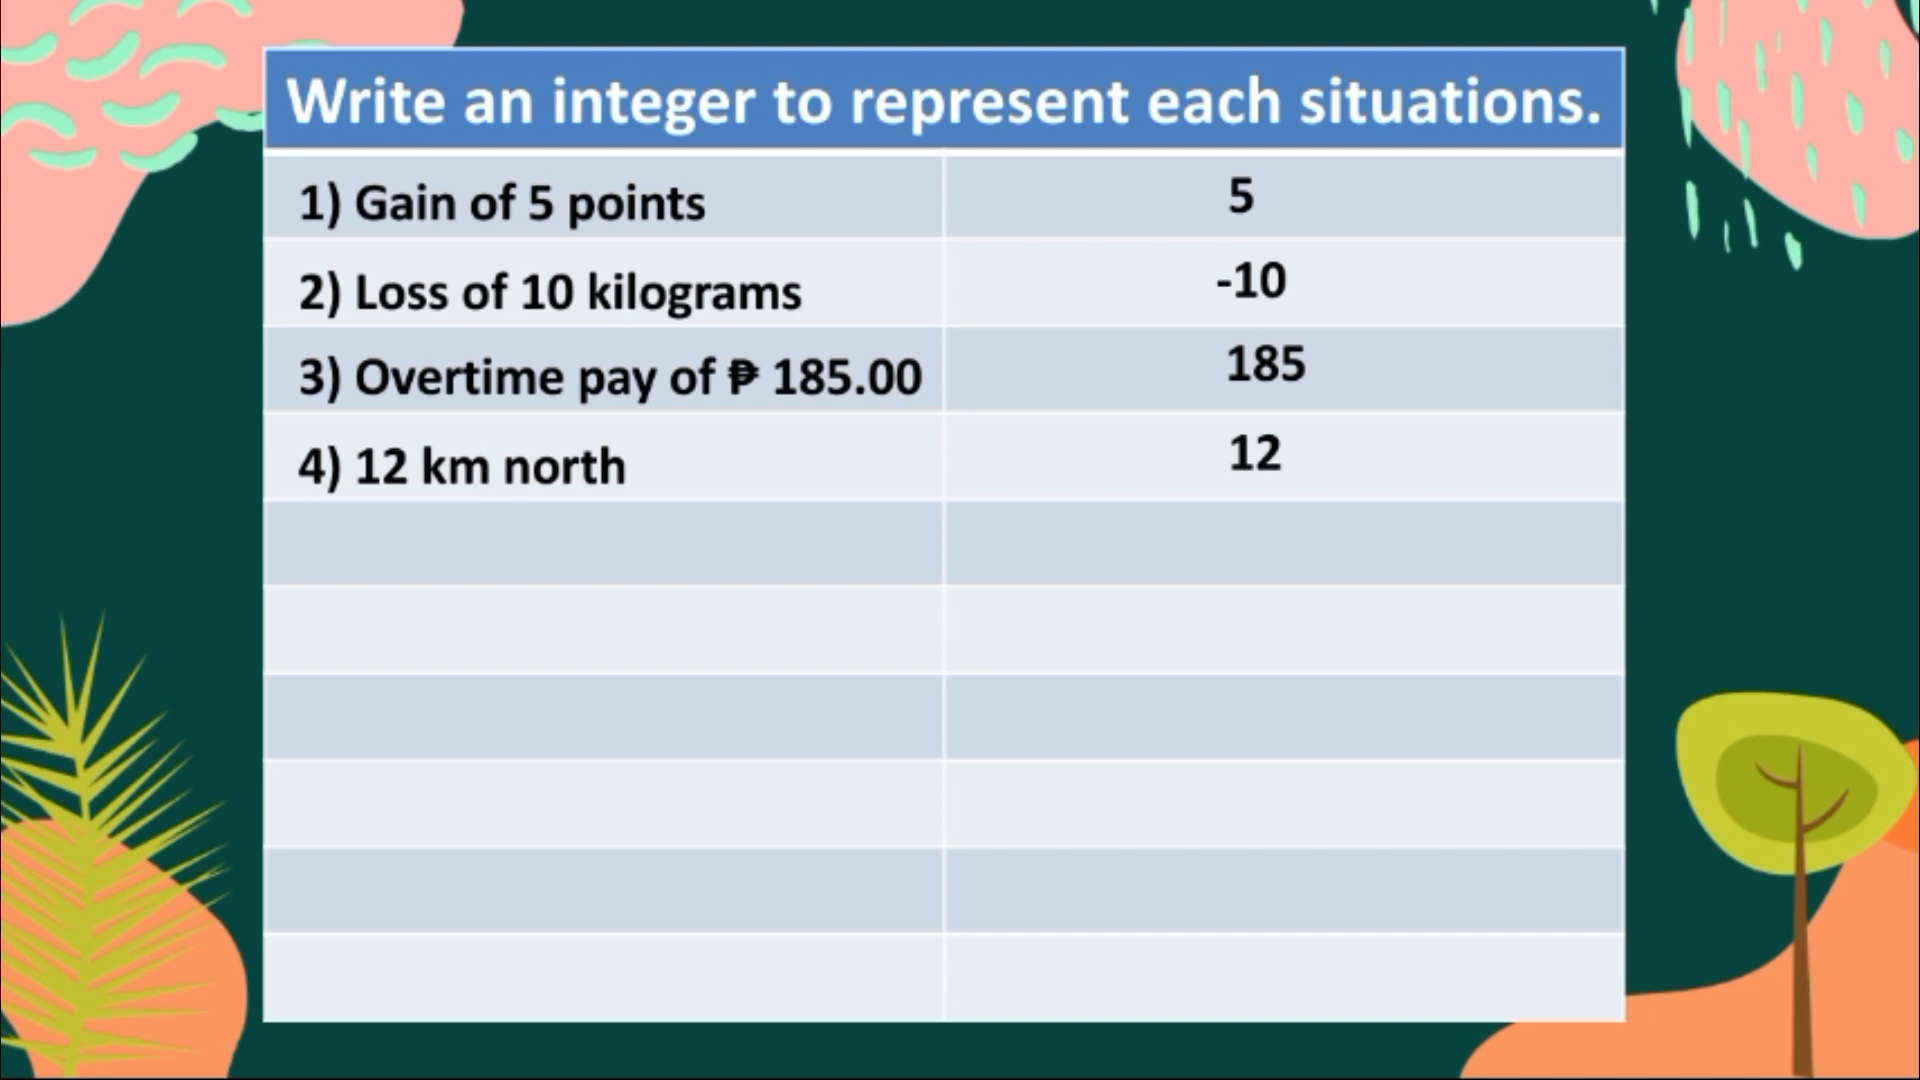 Write an integer to represent each situations.
1) Gain of 5 points 5
2) Loss of 10 kilograms -10
3) Overtime pay of ₱ 185.00 185
4) 12 km north 12